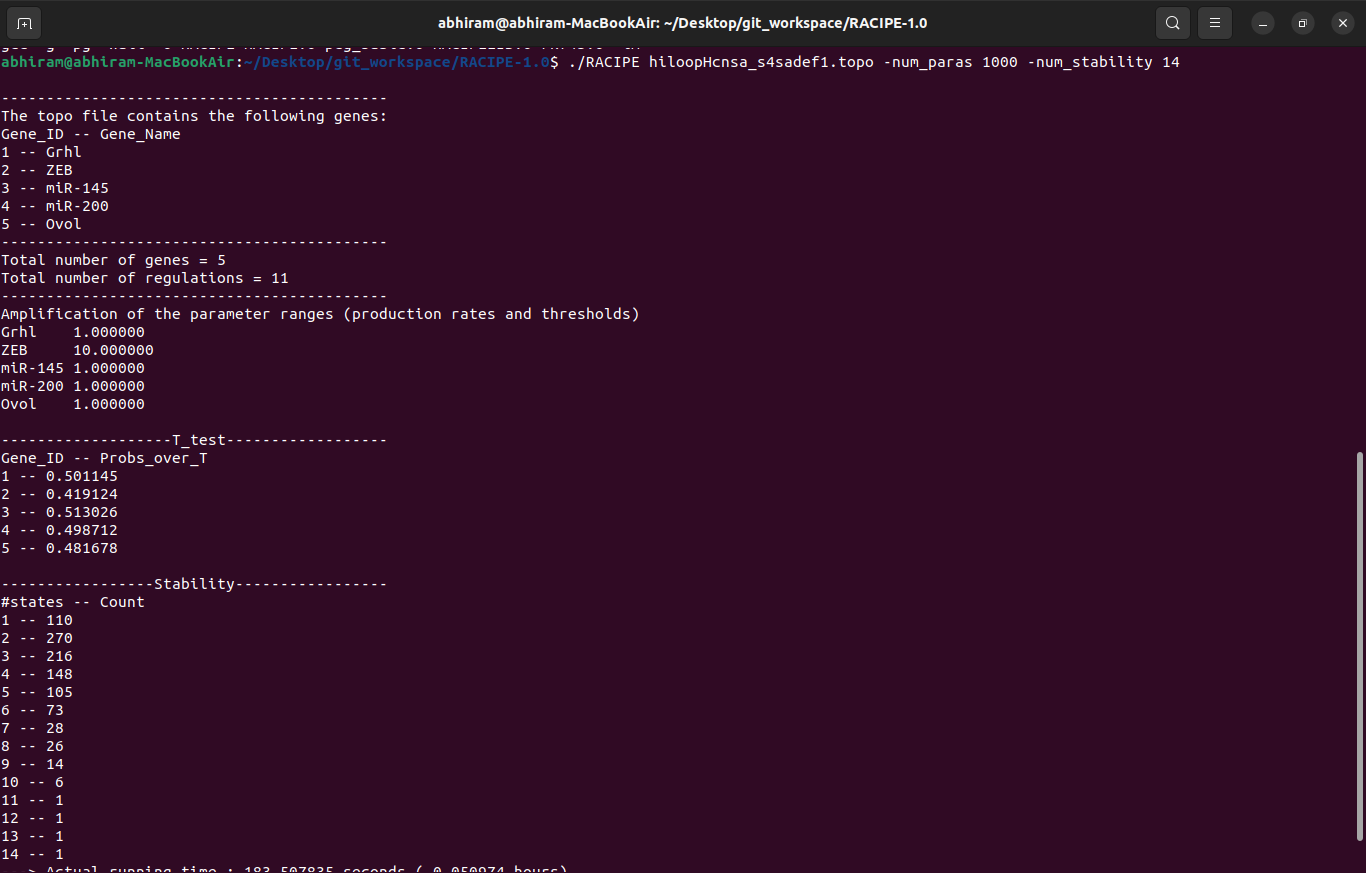 abhiram@abhiram-MacBookAir: ~/Desktop/git_workspace/RACIPE-1.0
abhiram@abhiram-MacBookAir:~/Desktop/git_workspace/RACIPE-1.0$ ./RACIPE hiloopHcnsa_s4sadef1.topo -num_paras 1000 -num_stability 14
-------------------------------------------
The topo file contains the following genes:
Gene_ID -- Gene_Name
1 -- Grhl
2 -- ZEB
3 -- miR-145
4 -- miR-200
5 -- Ovol
-------------------------------------------
Total number of genes = 5
Total number of regulations = 11
-------------------------------------------
Amplification of the parameter ranges (production rates and thresholds)
Grhl    1.000000
ZEB     10.000000
miR-145 1.000000
miR-200 1.000000
Ovol    1.000000
-------------------T_test------------------
Gene_ID -- Probs_over_T
1 -- 0.501145
2 -- 0.419124
3 -- 0.513026
4 -- 0.498712
5 -- 0.481678
-----------------Stability-----------------
#states -- Count
1 -- 110
2 -- 270
3 -- 216
4 -- 148
5 -- 105
6 -- 73
7 -- 28
8 -- 26
9 -- 14
10 -- 6
11 -- 1
12 -- 1
13 -- 1
14 -- 1
---> Actual running time : 183.507835 seconds ( 0.050974 hours)